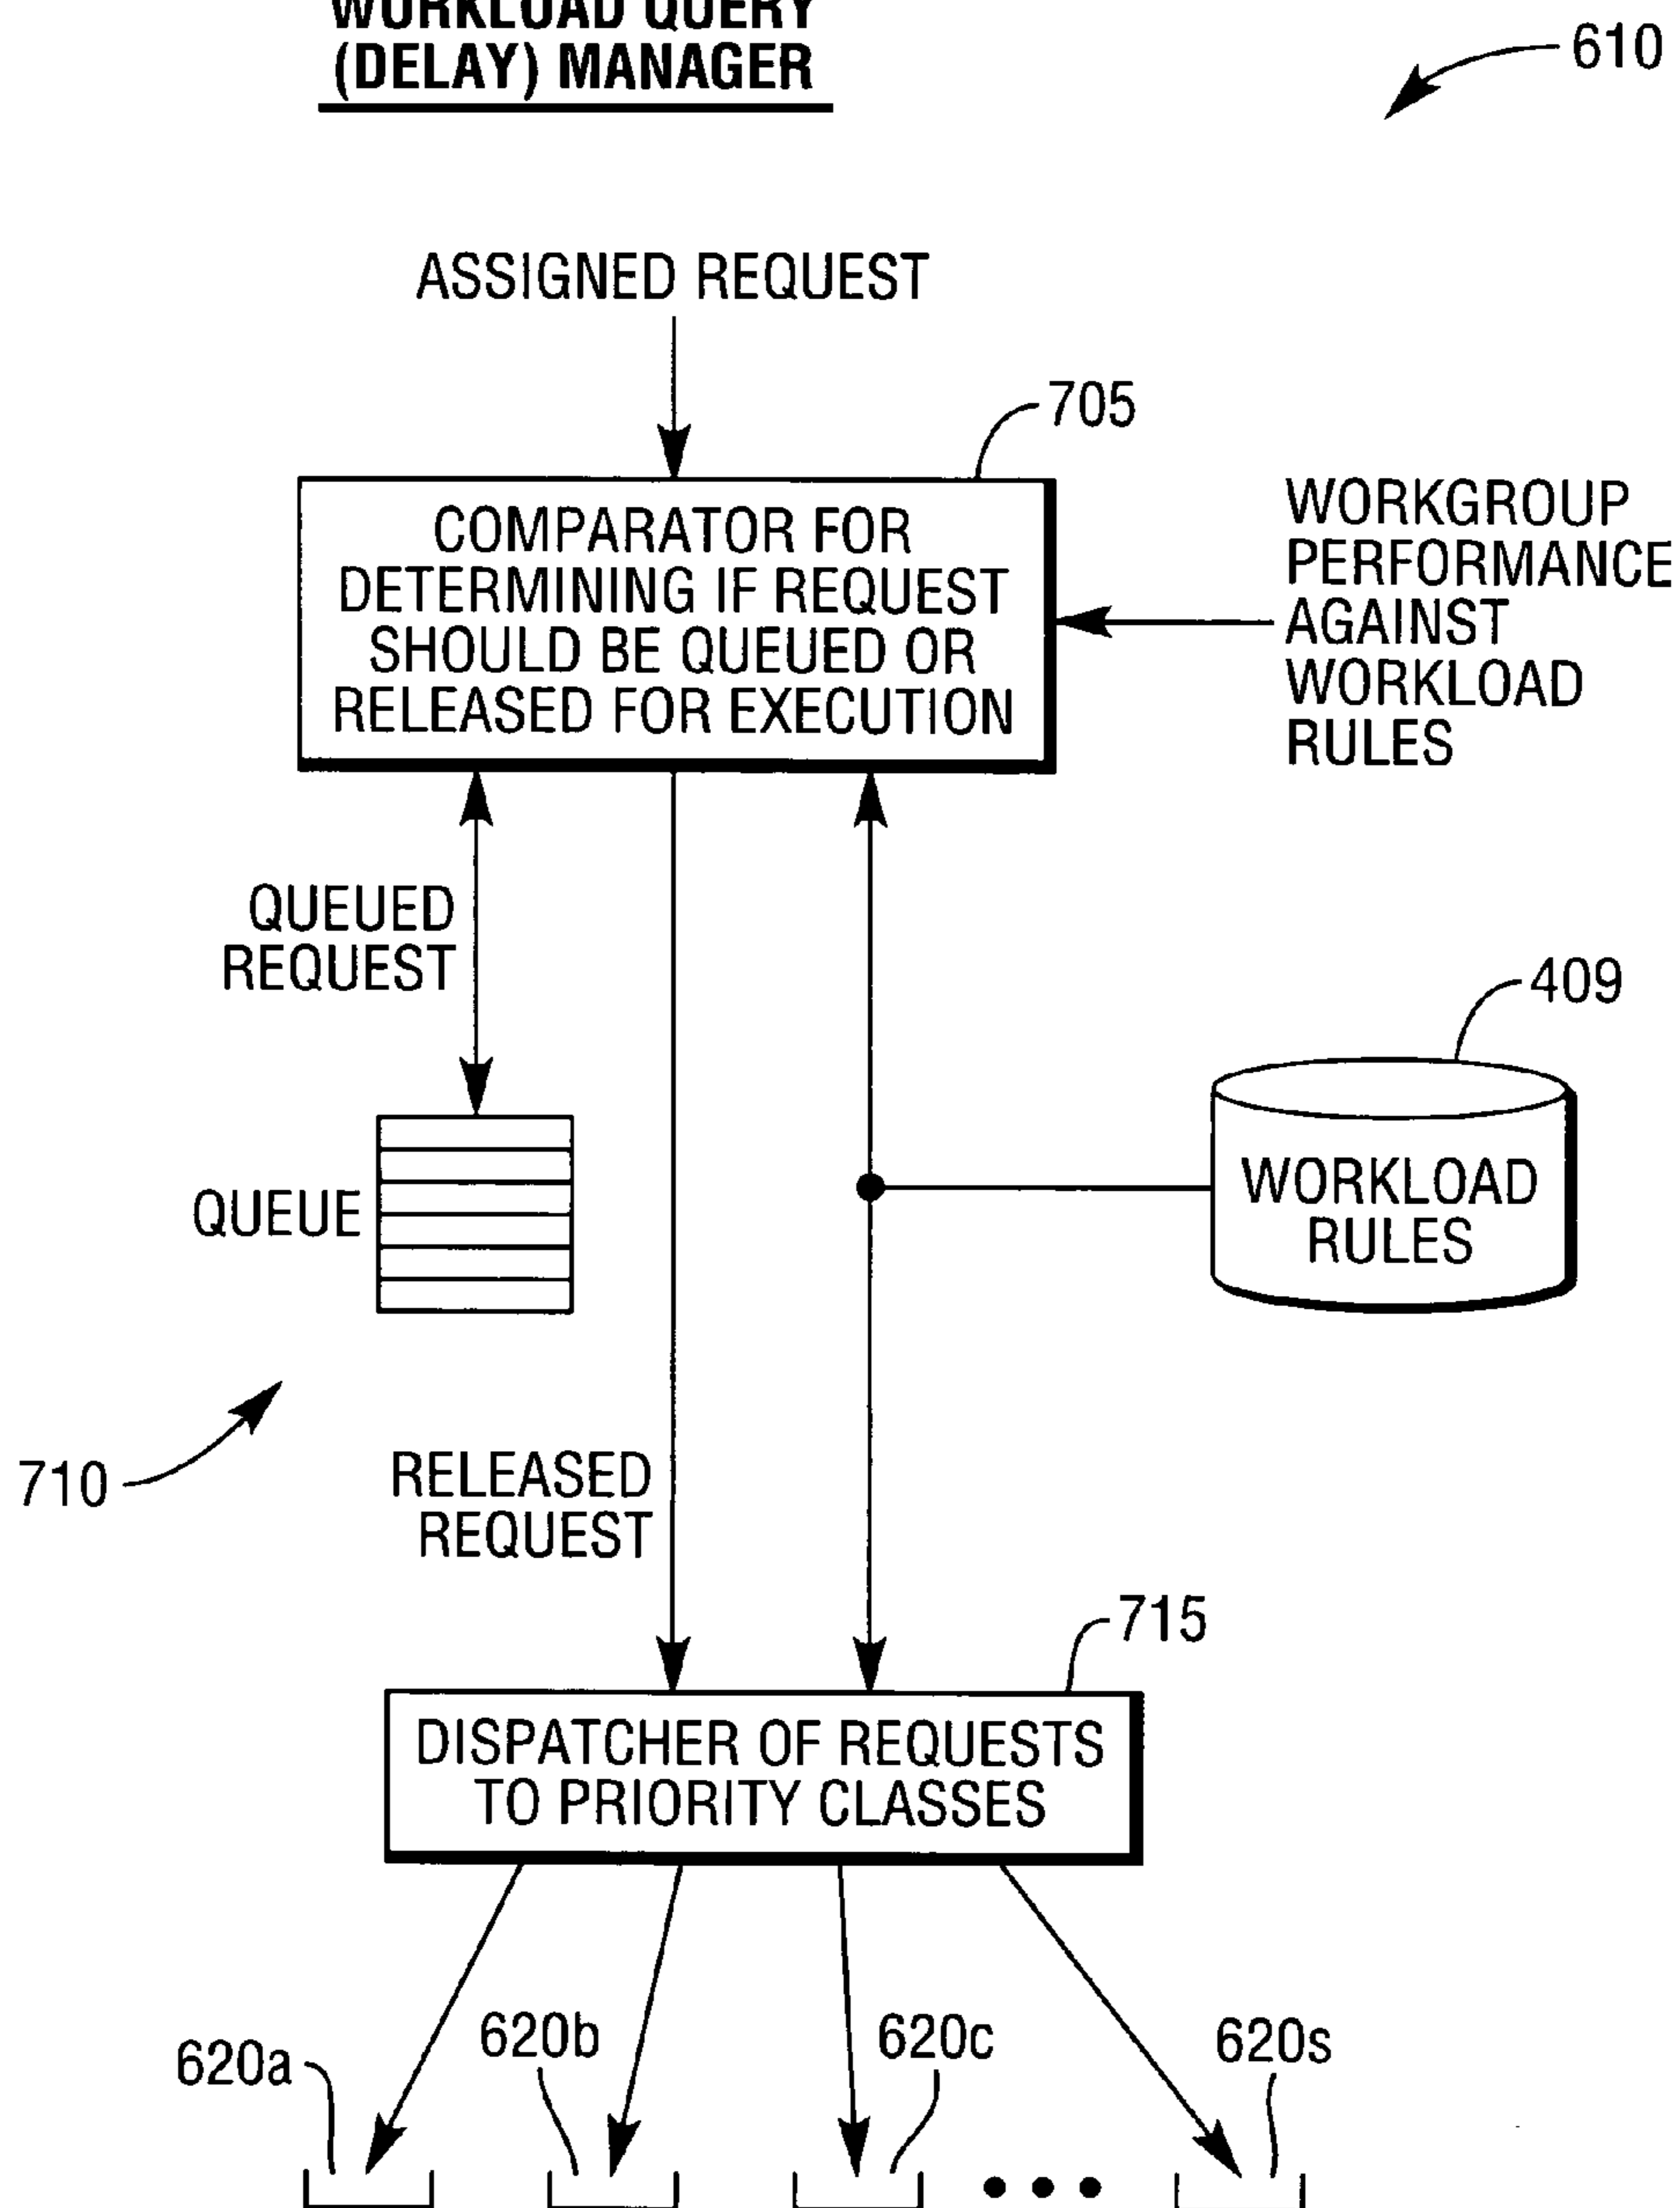 WORKLOAD QUERY
(DELAY) MANAGER
610
ASSIGNED REQUEST
705
COMPARATOR FOR
DETERMINING IF REQUEST
SHOULD BE QUEUED OR
RELEASED FOR EXECUTION
WORKGROUP
PERFORMANCE
AGAINST
WORKLOAD
RULES
QUEUED
REQUEST
409
QUEUE
WORKLOAD
RULES
710
RELEASED
REQUEST
715
DISPATCHER OF REQUESTS
TO PRIORITY CLASSES
620a
620b
620c
620s